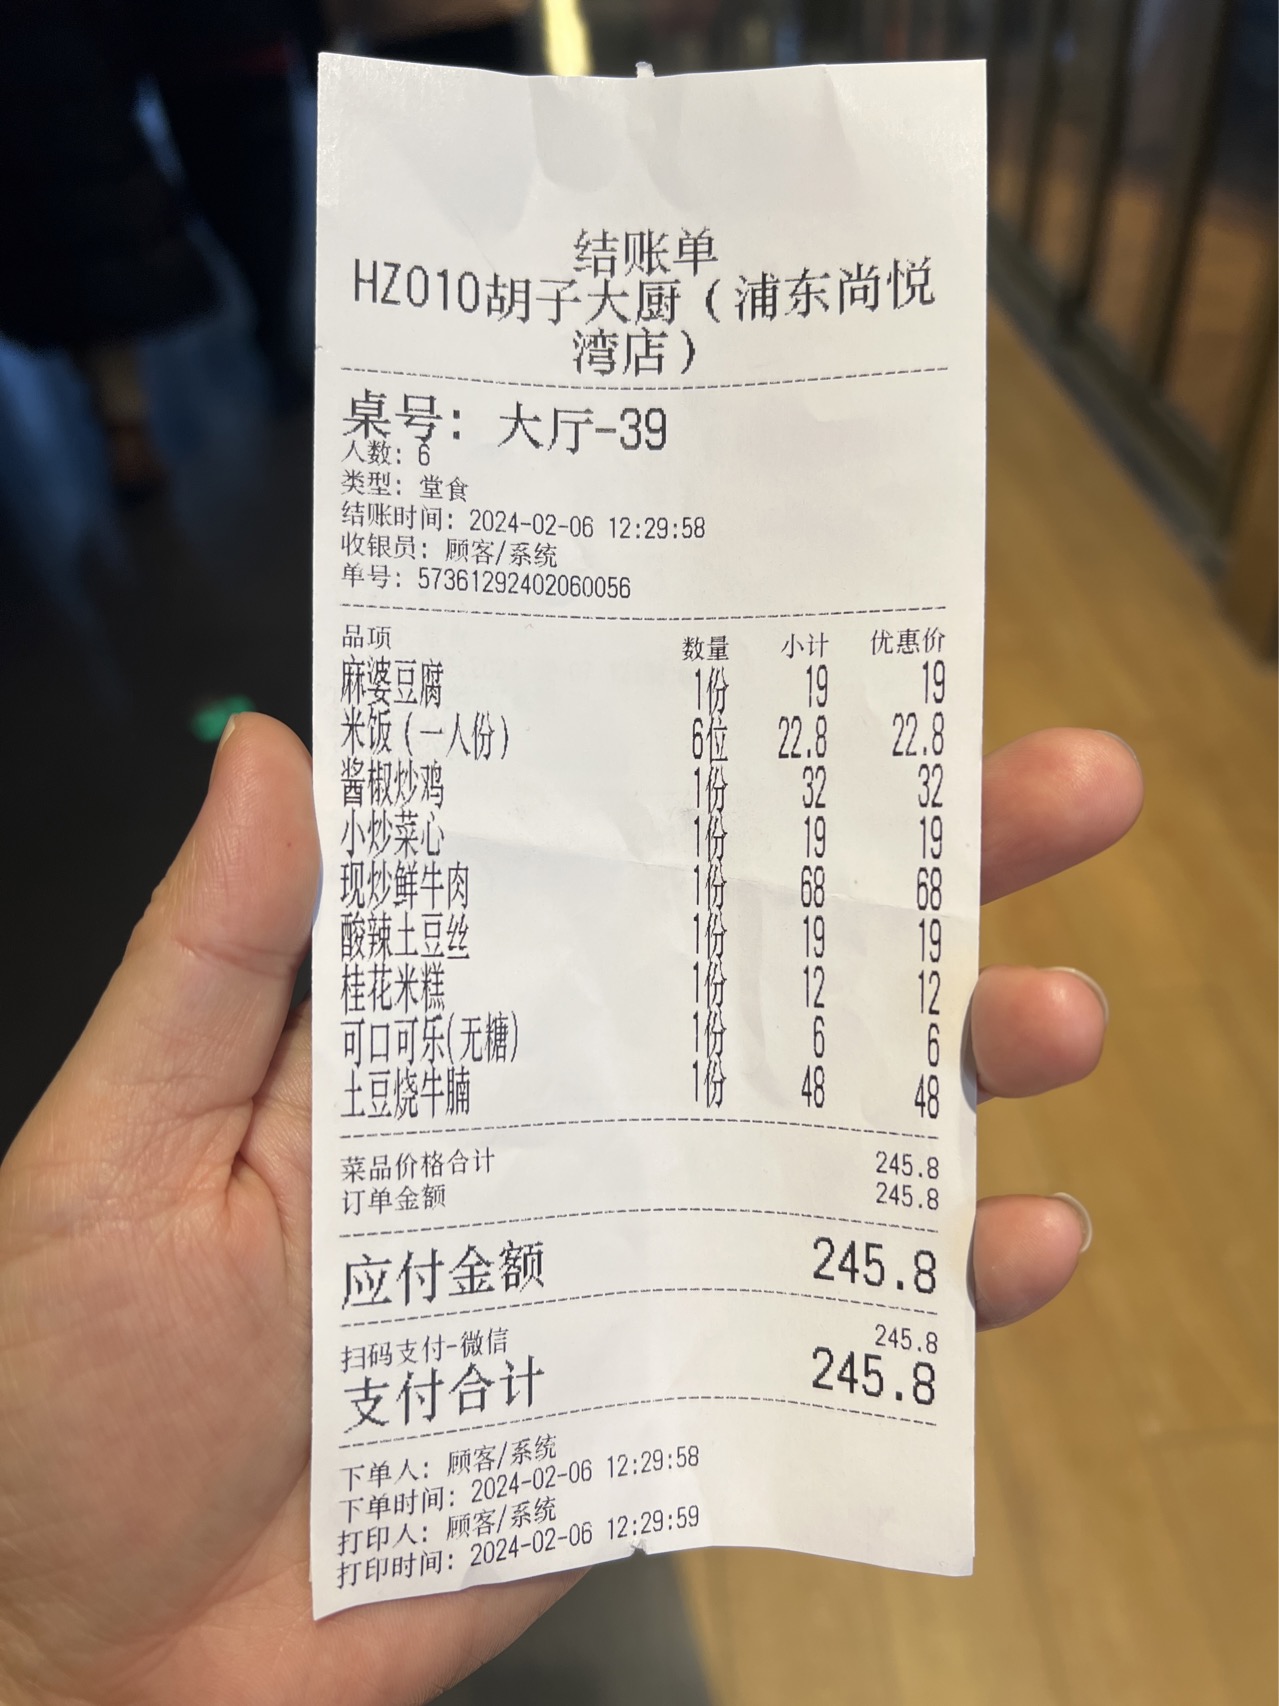 结账单
HZ010胡子大厨（浦东尚悦
湾店）
桌号: 大厅-39
人数: 6
类型: 堂食
结账时间: 2024-02-06 12:29:58
收银员: 顾客/系统
单号: 57361292402060056
品项 数量 小计 优惠价
麻婆豆腐 1份 19 19
米饭（一人份） 6位 22.8 22.8
酱椒炒鸡 1份 32 32
小炒菜心 1份 19 19
现炒鲜牛肉 1份 68 68
酸辣土豆丝 1份 19 19
桂花米糕 1份 12 12
可口可乐(无糖) 1份 6 6
土豆烧牛腩 1份 48 48
菜品价格合计 245.8
订单金额 245.8
应付金额 245.8
扫码支付-微信 245.8
支付合计 245.8
下单人: 顾客/系统
下单时间: 2024-02-06 12:29:58
打印人: 顾客/系统
打印时间: 2024-02-06 12:29:59